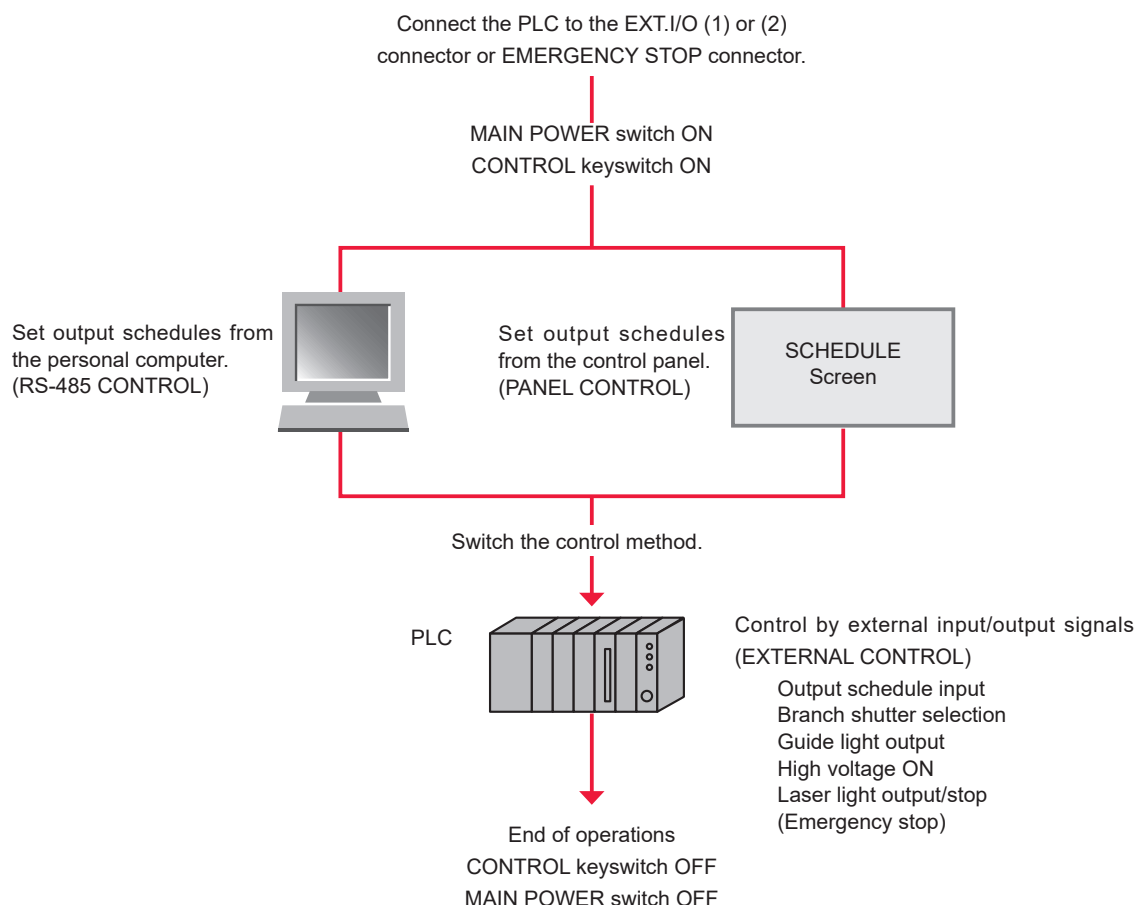 Connect the PLC to the EXT.I/O (1) or (2)
connector or EMERGENCY STOP connector.
MAIN POWER switch ON
CONTROL keyswitch ON
Set output schedules from
the personal computer.
(RS-485 CONTROL)
Set output schedules
from the control panel.
(PANEL CONTROL)
SCHEDULE
Screen
Switch the control method.
PLC
Control by external input/output signals
(EXTERNAL CONTROL)
Output schedule input
Branch shutter selection
Guide light output
High voltage ON
Laser light output/stop
(Emergency stop)
End of operations
CONTROL keyswitch OFF
MAIN POWER switch OFF